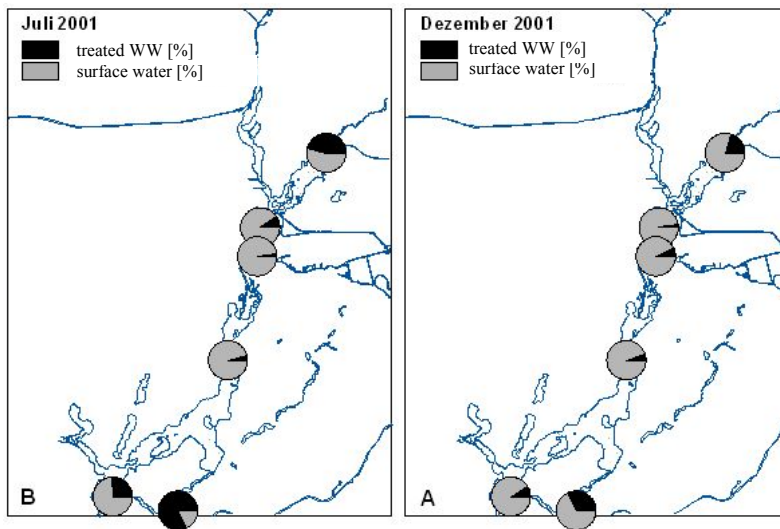 Juli 2001
treated WW [%]
surface water [%]
B
Dezember 2001
treated WW [%]
surface water [%]
A